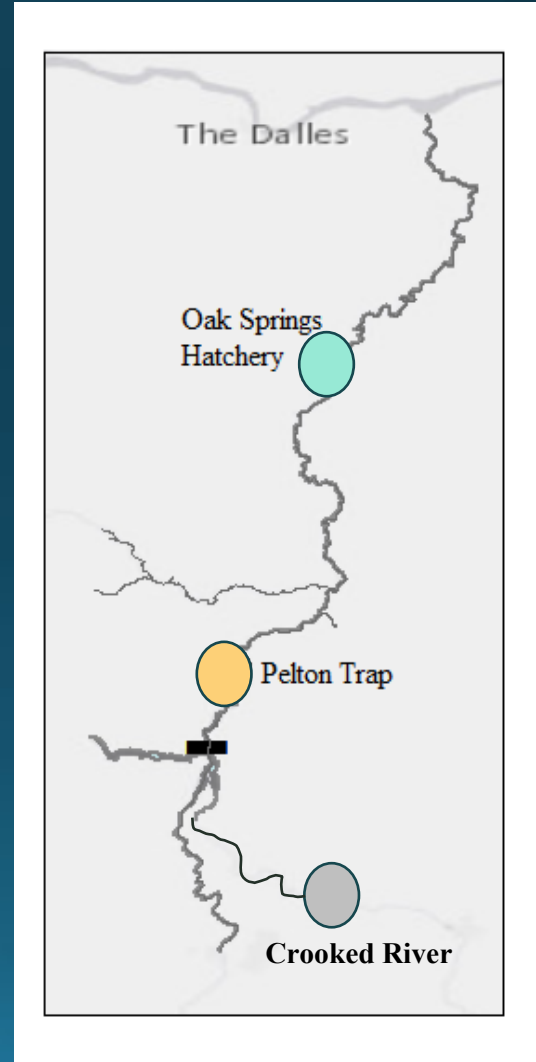 The Dalles
Oak Springs
Hatchery
Pelton Trap
Crooked River